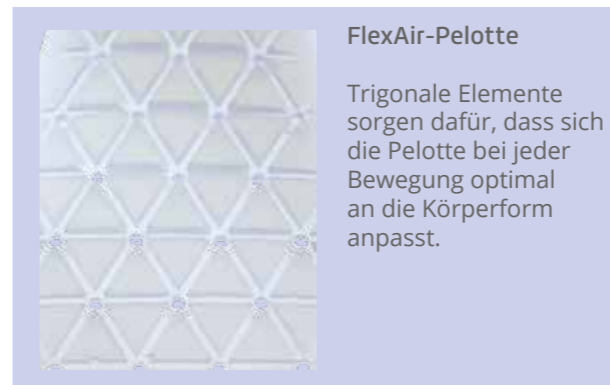 FlexAir-Pelotte
Trigonale Elemente
sorgen dafür, dass sich
die Pelotte bei jeder
Bewegung optimal
an die Körperform
anpasst.